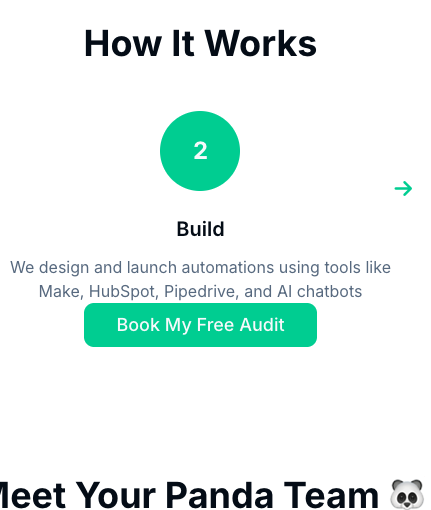 How It Works
2
Build
We design and launch automations using tools like
Make, HubSpot, Pipedrive, and AI chatbots
Book My Free Audit
Meet Your Panda Team 🐼